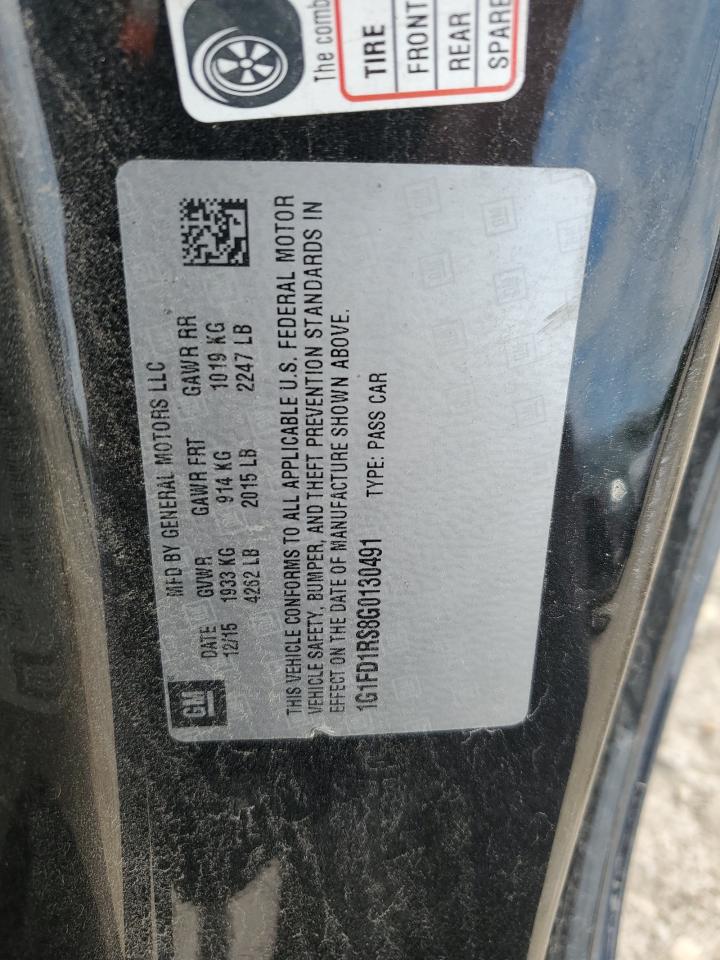 The comb
TIRE
FRONT
REAR
SPARE
MFD BY GENERAL MOTORS LLC
DATE GVWR GAWR FRT GAWR RR
12/15 1933 KG 914 KG 1019 KG
4262 LB 2015 LB 2247 LB
THIS VEHICLE CONFORMS TO ALL APPLICABLE U.S. FEDERAL MOTOR
VEHICLE SAFETY, BUMPER, AND THEFT PREVENTION STANDARDS IN
EFFECT ON THE DATE OF MANUFACTURE SHOWN ABOVE.
1G1FD1RS8G0130491 TYPE: PASS CAR
GM